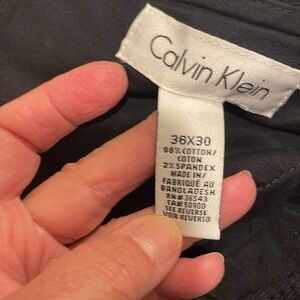 Calvin Klein
36X30
98% COTTON/
COTON
2% SPANDEX
MADE IN/
FABRIQUÉ AU
BANGLADESH
RN# 36543
CA# 50900
SEE REVERSE
VOIR REVERSO